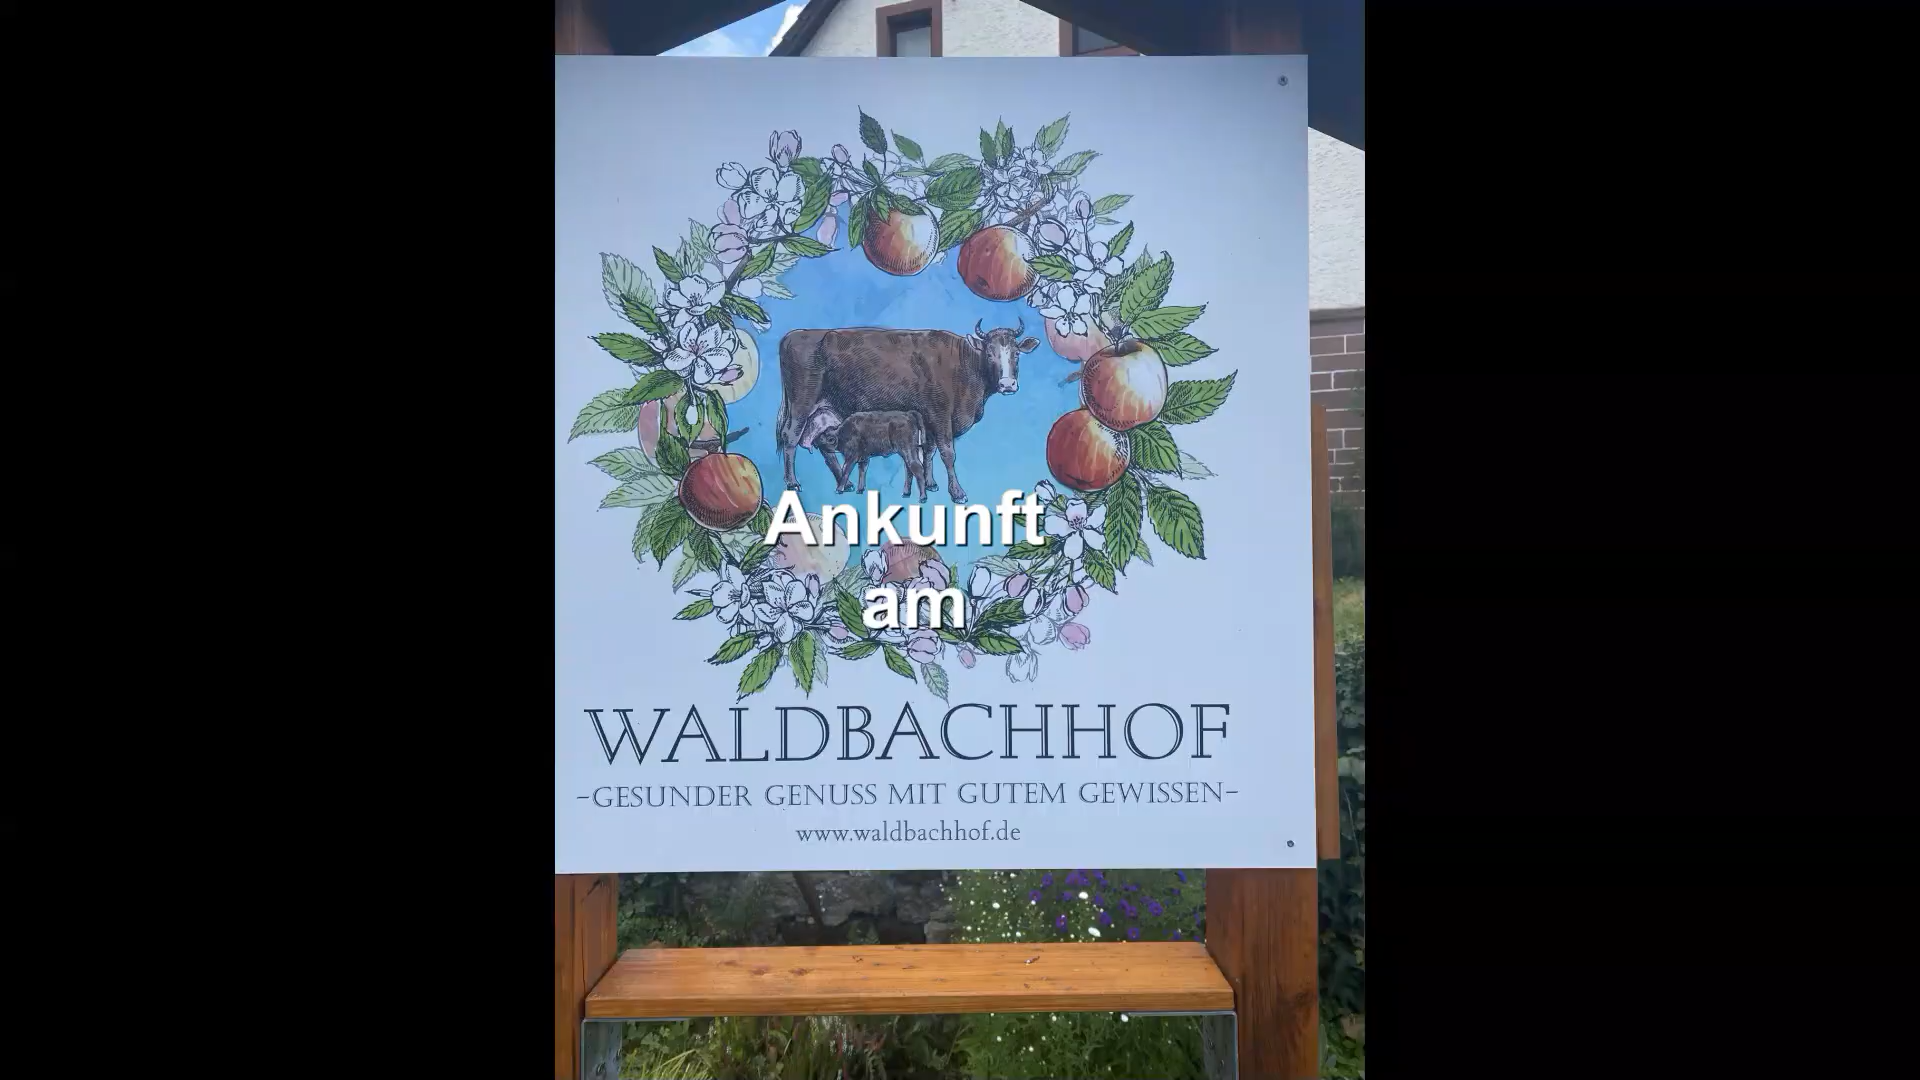 Ankunft
am
WALDBACHHOF
-GESUNDER GENUSS MIT GUTEM GEWISSEN-
www.waldbachhof.de